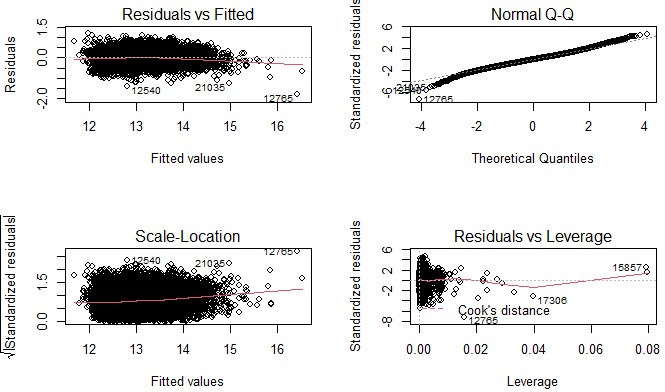 Residuals vs Fitted
Residuals
1.5
0.0
-2.0
12540
21035
12765
12 13 14 15 16
Fitted values
Normal Q-Q
Standardized residuals
6
2
-2
-6
21035
12540
12765
-4 -2 0 2 4
Theoretical Quantiles
Scale-Location
√|Standardized residuals|
1.5
0.0
12540
21035
12765
12 13 14 15 16
Fitted values
Residuals vs Leverage
Standardized residuals
6
2
-2
-8
15857
17306
Cook's distance
12765
0.00 0.02 0.04 0.06 0.08
Leverage